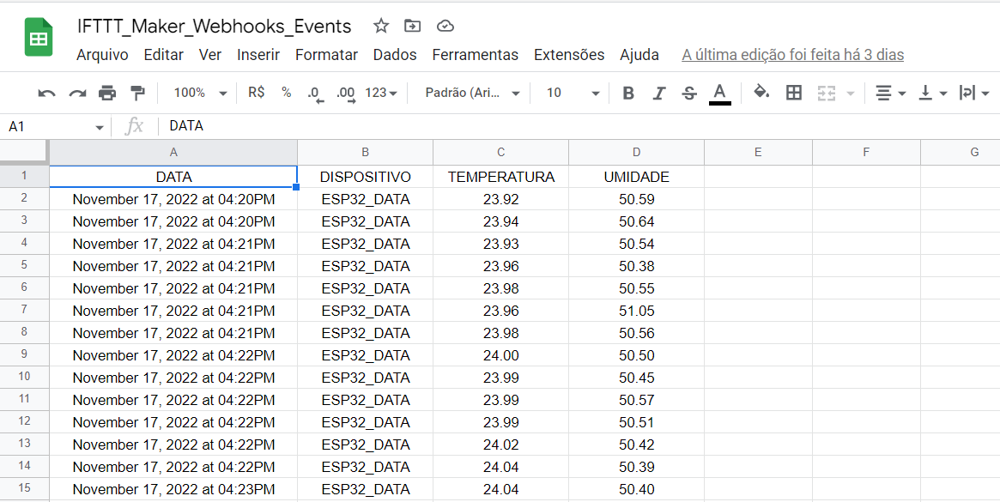 IFTTT_Maker_Webhooks_Events
Arquivo Editar Ver Inserir Formatar Dados Ferramentas Extensões Ajuda A última edição foi feita há 3 dias
100% R$ % .0 .00 123 Padrão (Ari... 10 B I S A
A1 fx DATA
A B C D E F G
1 DATA DISPOSITIVO TEMPERATURA UMIDADE
2 November 17, 2022 at 04:20PM ESP32_DATA 23.92 50.59
3 November 17, 2022 at 04:20PM ESP32_DATA 23.94 50.64
4 November 17, 2022 at 04:21PM ESP32_DATA 23.93 50.54
5 November 17, 2022 at 04:21PM ESP32_DATA 23.96 50.38
6 November 17, 2022 at 04:21PM ESP32_DATA 23.98 50.55
7 November 17, 2022 at 04:21PM ESP32_DATA 23.96 51.05
8 November 17, 2022 at 04:21PM ESP32_DATA 23.98 50.56
9 November 17, 2022 at 04:22PM ESP32_DATA 24.00 50.50
10 November 17, 2022 at 04:22PM ESP32_DATA 23.99 50.45
11 November 17, 2022 at 04:22PM ESP32_DATA 23.99 50.57
12 November 17, 2022 at 04:22PM ESP32_DATA 23.99 50.51
13 November 17, 2022 at 04:22PM ESP32_DATA 24.02 50.42
14 November 17, 2022 at 04:22PM ESP32_DATA 24.04 50.39
15 November 17, 2022 at 04:23PM ESP32_DATA 24.04 50.40